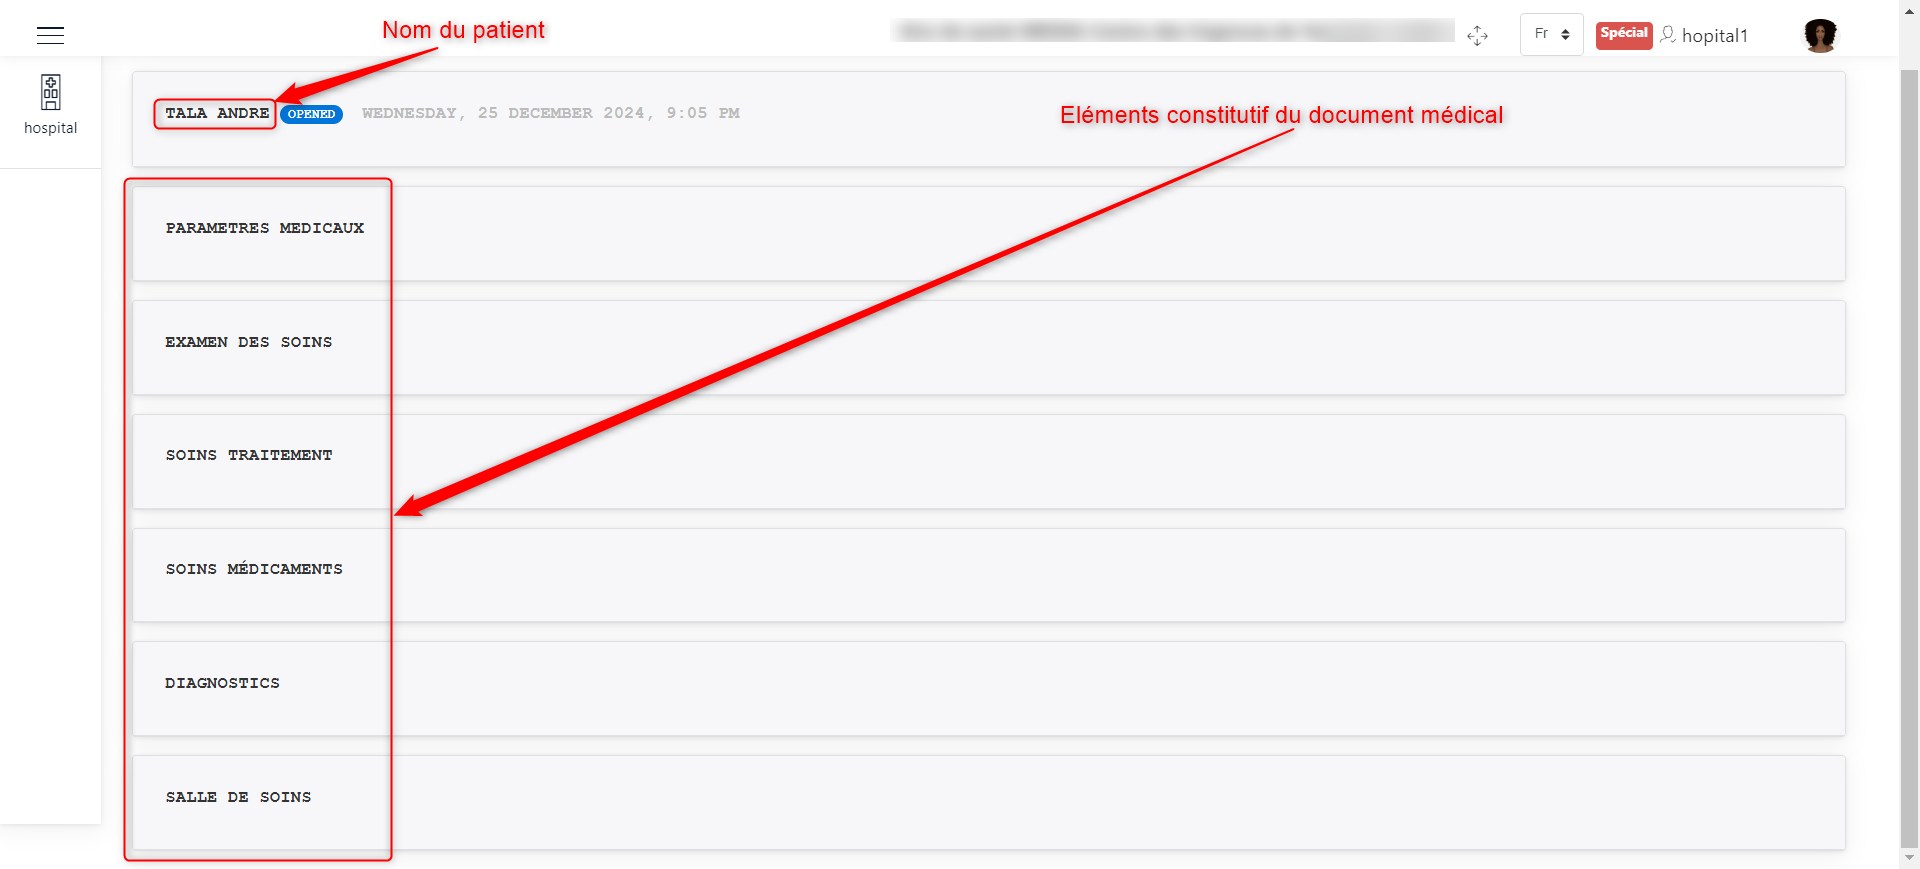 Nom du patient
Fr
Spécial
hopital1
hospital
TALA ANDRE OPENED WEDNESDAY, 25 DECEMBER 2024, 9:05 PM
Eléments constitutif du document médical
PARAMETRES MEDICAUX
EXAMEN DES SOINS
SOINS TRAITEMENT
SOINS MÉDICAMENTS
DIAGNOSTICS
SALLE DE SOINS